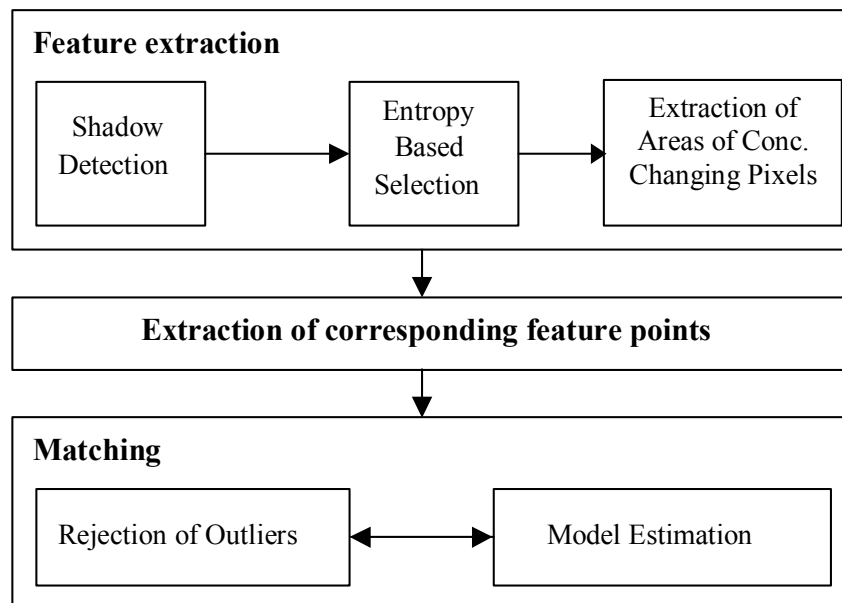 Feature extraction
Shadow
Detection
Entropy
Based
Selection
Extraction of
Areas of Conc.
Changing Pixels
Extraction of corresponding feature points
Matching
Rejection of Outliers
Model Estimation